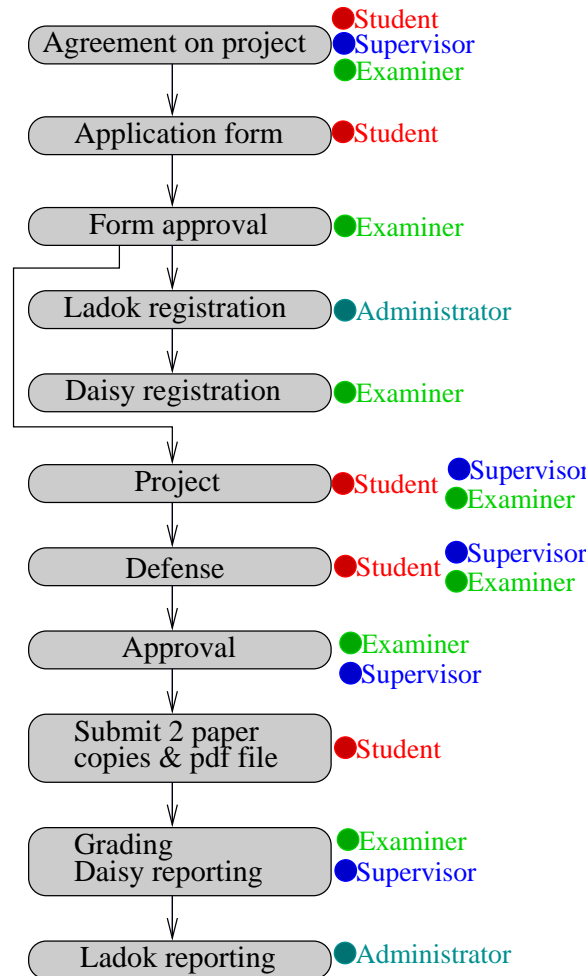 Student
Agreement on project
Supervisor
Examiner
Application form
Student
Form approval
Examiner
Ladok registration
Administrator
Daisy registration
Examiner
Project
Student
Supervisor
Examiner
Defense
Student
Supervisor
Examiner
Approval
Examiner
Supervisor
Submit 2 paper
copies & pdf file
Student
Grading
Daisy reporting
Examiner
Supervisor
Ladok reporting
Administrator